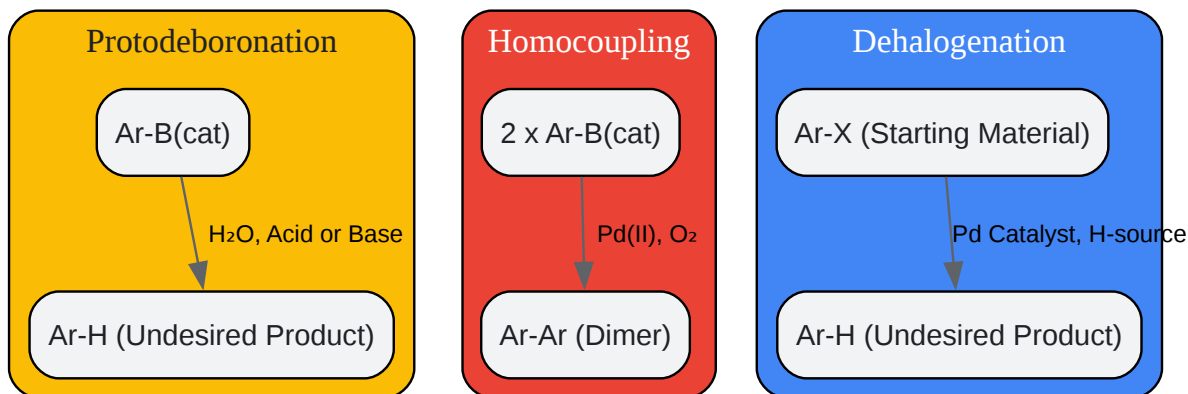 Protodeboronation
Ar-B(cat)
H₂O, Acid or Base
Ar-H (Undesired Product)
Homocoupling
2 x Ar-B(cat)
Pd(II), O₂
Ar-Ar (Dimer)
Dehalogenation
Ar-X (Starting Material)
Pd Catalyst, H-source
Ar-H (Undesired Product)